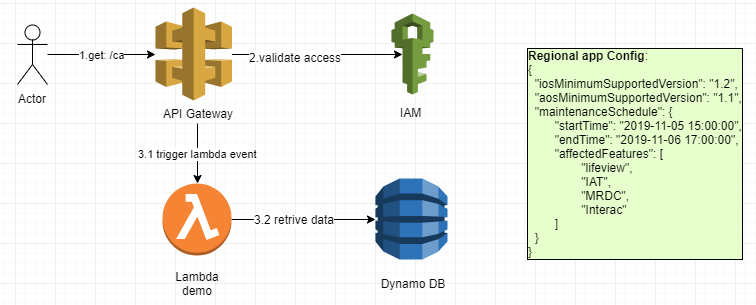 1.get: /ca
Actor
API Gateway
2.validate access
IAM
3.1 trigger lambda event
Lambda
demo
3.2 retrive data
Dynamo DB
Regional app Config:
{
"iosMinimumSupportedVersion": "1.2",
"aosMinimumSupportedVersion": "1.1",
"maintenanceSchedule": {
"startTime": "2019-11-05 15:00:00",
"endTime": "2019-11-06 17:00:00",
"affectedFeatures": [
"lifeview",
"IAT",
"MRDC",
"Interac"
]
}
}